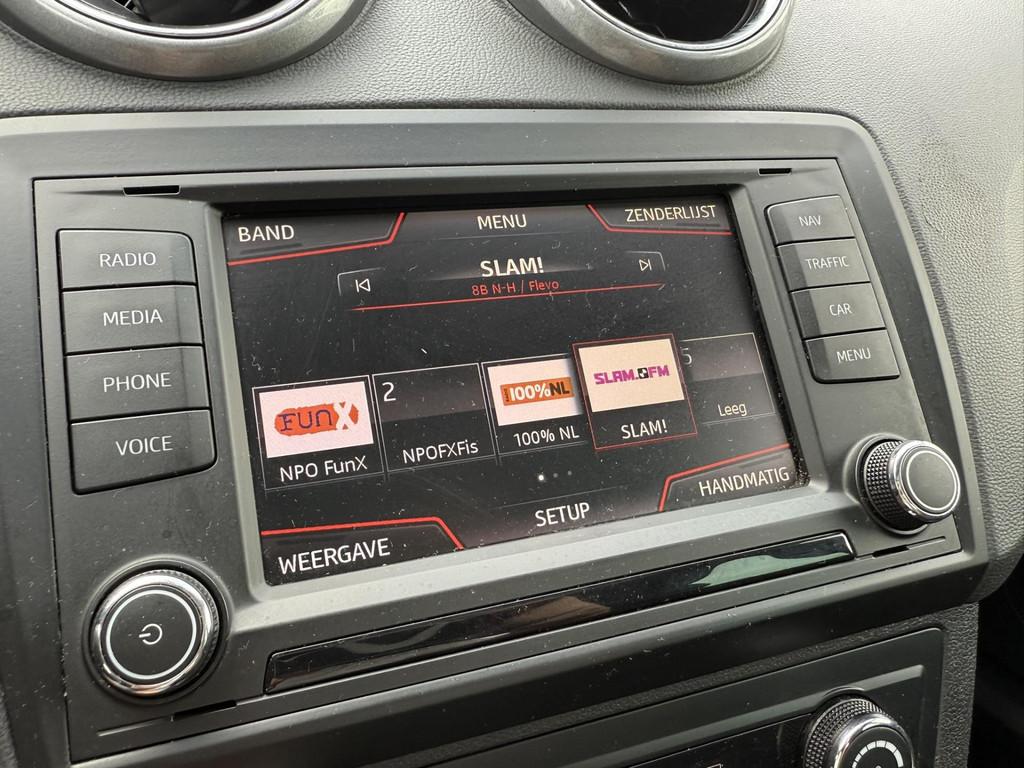 BAND
MENU
ZENDERLIJST
SLAM!
8B N-H / Flevo
RADIO
MEDIA
PHONE
VOICE
NAV
TRAFFIC
CAR
MENU
FUNX
NPO FunX
2
NPOFXFis
100%NL
100% NL
SLAM.FM
SLAM!
5
Leeg
WEERGAVE
SETUP
HANDMATIG